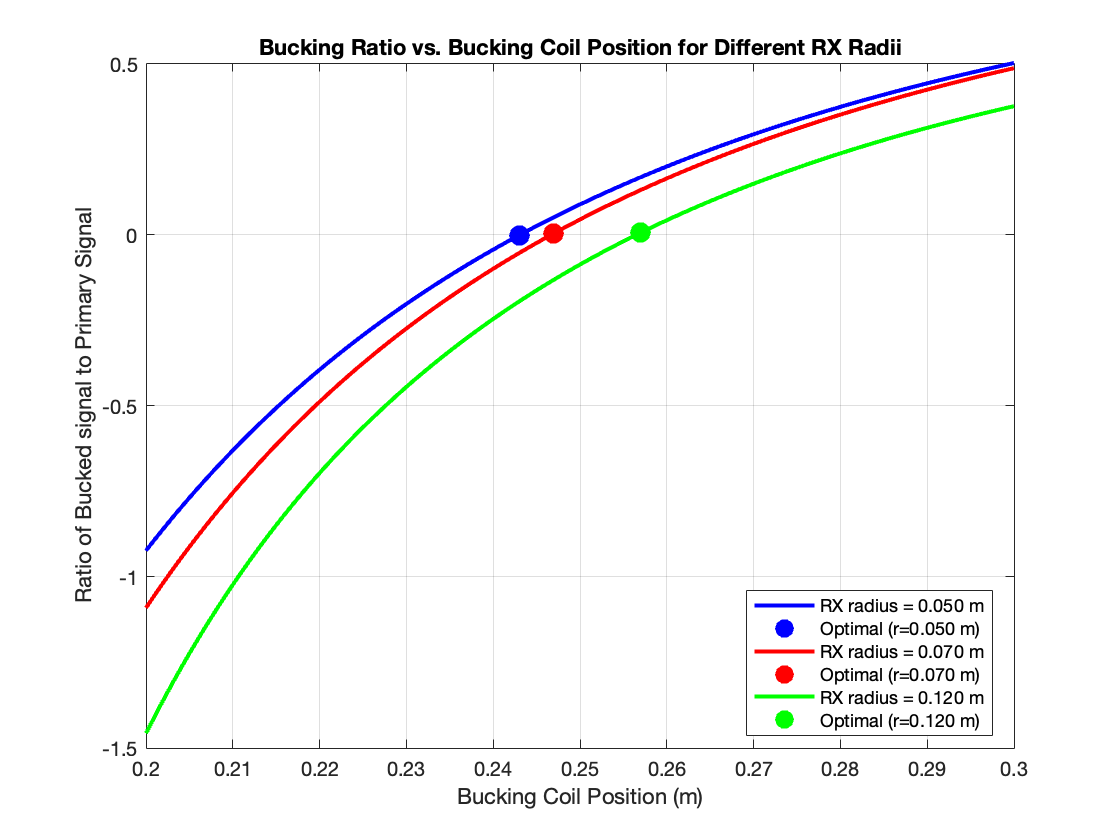 Bucking Ratio vs. Bucking Coil Position for Different RX Radii
Ratio of Bucked signal to Primary Signal
0.5
0
-0.5
-1
-1.5
RX radius = 0.050 m
Optimal (r=0.050 m)
RX radius = 0.070 m
Optimal (r=0.070 m)
RX radius = 0.120 m
Optimal (r=0.120 m)
0.2 0.21 0.22 0.23 0.24 0.25 0.26 0.27 0.28 0.29 0.3
Bucking Coil Position (m)